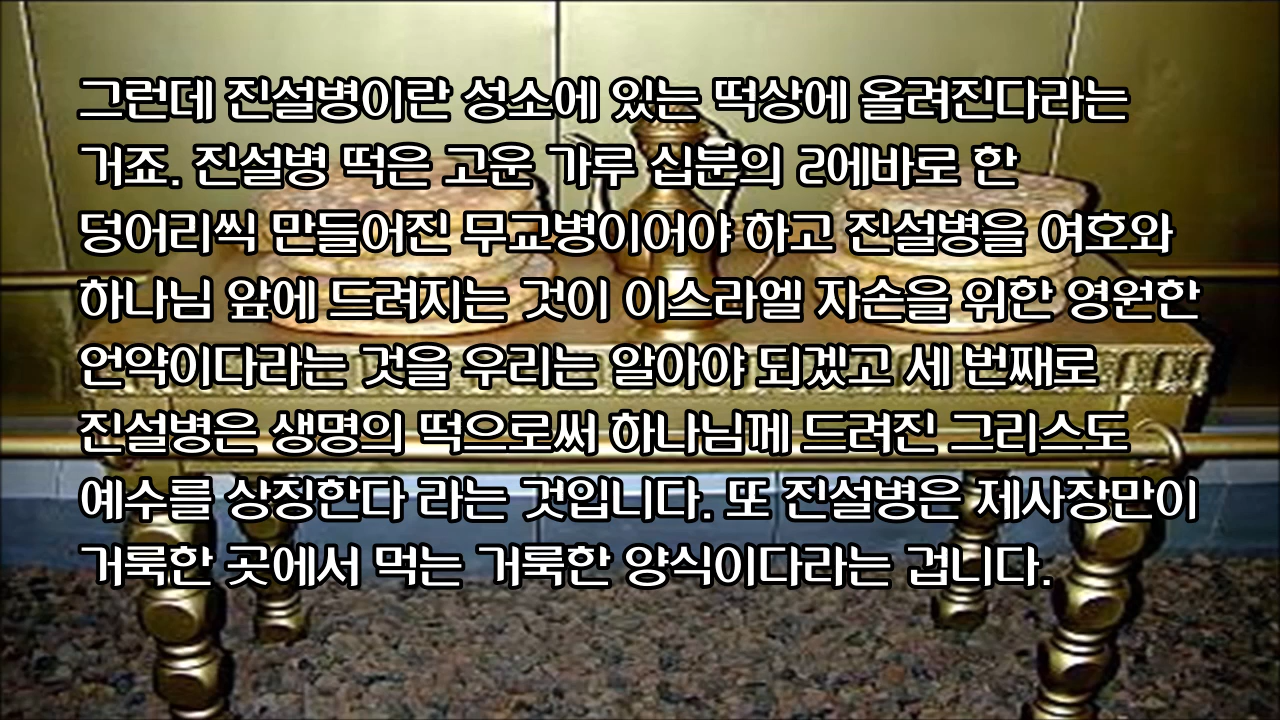 그런데 진설병이란 성소에 있는 떡상에 올려진다라는
거죠. 진설병 떡은 고운 가루 십분의 2에바로 한
덩어리씩 만들어진 무교병이어야 하고 진설병을 여호와
하나님 앞에 드려지는 것이 이스라엘 자손을 위한 영원한
언약이다라는 것을 우리는 알아야 되겠고 세 번째로
진설병은 생명의 떡으로써 하나님께 드려진 그리스도
예수를 상징한다 라는 것입니다. 또 진설병은 제사장만이
거룩한 곳에서 먹는 거룩한 양식이다라는 겁니다.